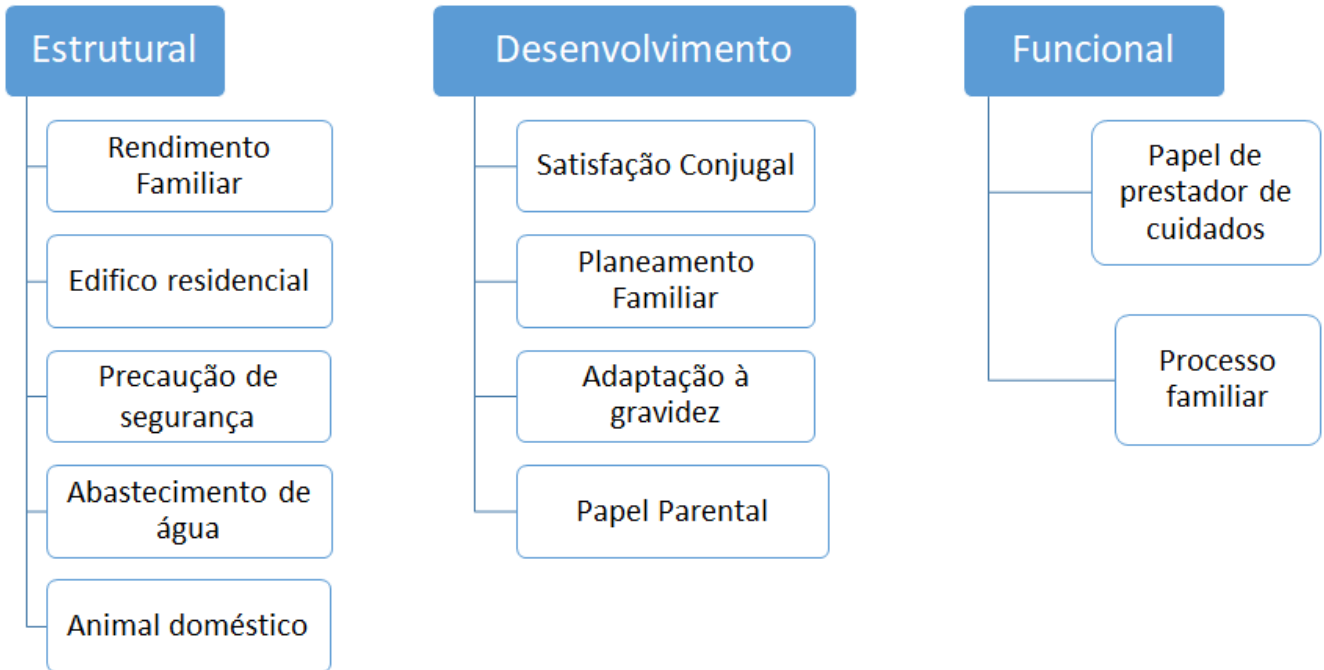 Estrutural
Rendimento
Familiar
Edifico residencial
Precaução de
segurança
Abastecimento de
água
Animal doméstico
Desenvolvimento
Satisfação Conjugal
Planeamento
Familiar
Adaptação à
gravidez
Papel Parental
Funcional
Papel de
prestador de
cuidados
Processo
familiar